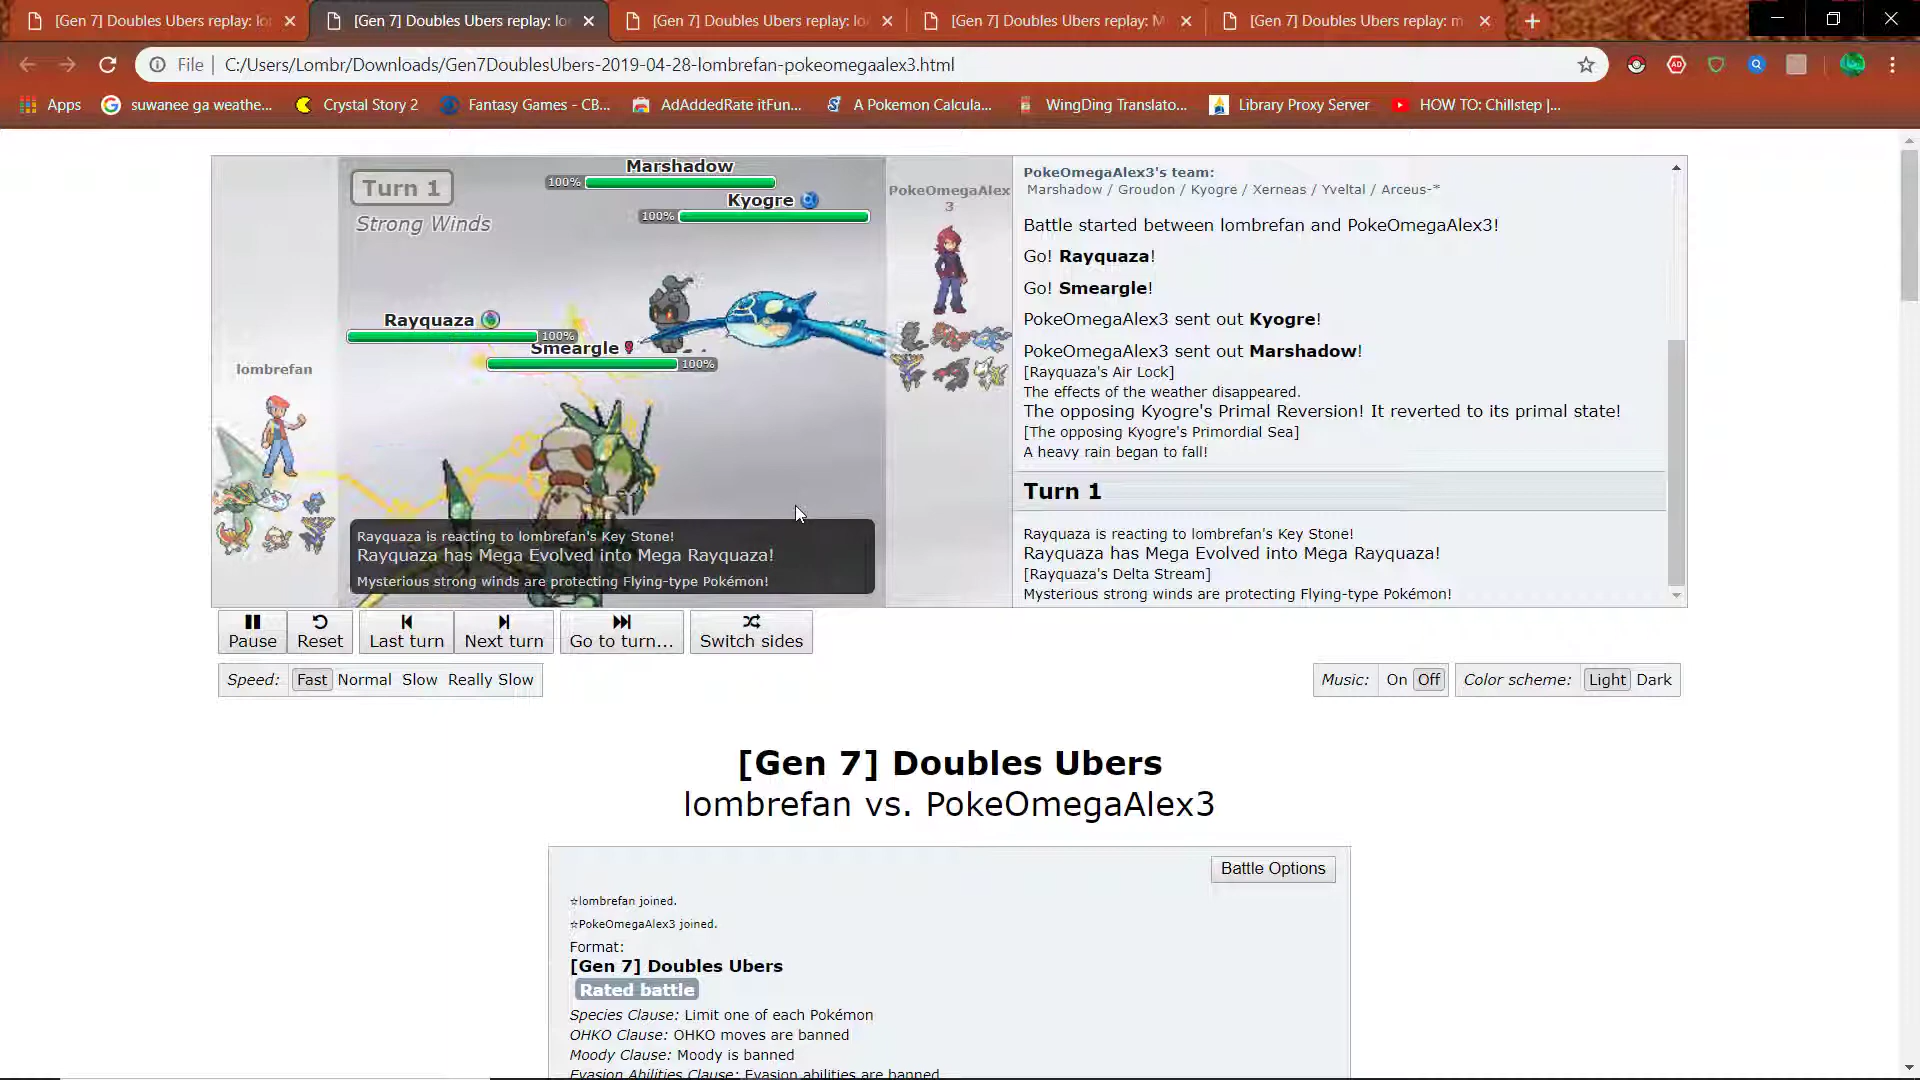 [Gen 7] Doubles Ubers replay: lo
[Gen 7] Doubles Ubers replay: lo
[Gen 7] Doubles Ubers replay: lo
[Gen 7] Doubles Ubers replay: M
[Gen 7] Doubles Ubers replay: m
File | C:/Users/Lombr/Downloads/Gen7DoublesUbers-2019-04-28-lombrefan-pokeomegaalex3.html
Apps suwanee ga weathe... Crystal Story 2 Fantasy Games - CB... AdAddedRate itFun... A Pokemon Calcula... WingDing Translato... Library Proxy Server HOW TO: Chillstep |...
Turn 1
Strong Winds
Marshadow
100%
Kyogre
100%
Rayquaza
100%
Smeargle
100%
lombrefan
PokeOmegaAlex
3
Rayquaza is reacting to lombrefan's Key Stone!
Rayquaza has Mega Evolved into Mega Rayquaza!
Mysterious strong winds are protecting Flying-type Pokémon!
PokeOmegaAlex3's team:
Marshadow / Groudon / Kyogre / Xerneas / Yveltal / Arceus-*
Battle started between lombrefan and PokeOmegaAlex3!
Go! Rayquaza!
Go! Smeargle!
PokeOmegaAlex3 sent out Kyogre!
PokeOmegaAlex3 sent out Marshadow!
[Rayquaza's Air Lock]
The effects of the weather disappeared.
The opposing Kyogre's Primal Reversion! It reverted to its primal state!
[The opposing Kyogre's Primordial Sea]
A heavy rain began to fall!
Turn 1
Rayquaza is reacting to lombrefan's Key Stone!
Rayquaza has Mega Evolved into Mega Rayquaza!
[Rayquaza's Delta Stream]
Mysterious strong winds are protecting Flying-type Pokémon!
Pause Reset Last turn Next turn Go to turn... Switch sides
Speed: Fast Normal Slow Really Slow
Music: On Off Color scheme: Light Dark
[Gen 7] Doubles Ubers
lombrefan vs. PokeOmegaAlex3
Battle Options
☆lombrefan joined.
☆PokeOmegaAlex3 joined.
Format:
[Gen 7] Doubles Ubers
Rated battle
Species Clause: Limit one of each Pokémon
OHKO Clause: OHKO moves are banned
Moody Clause: Moody is banned
Evasion Abilities Clause: Evasion abilities are banned